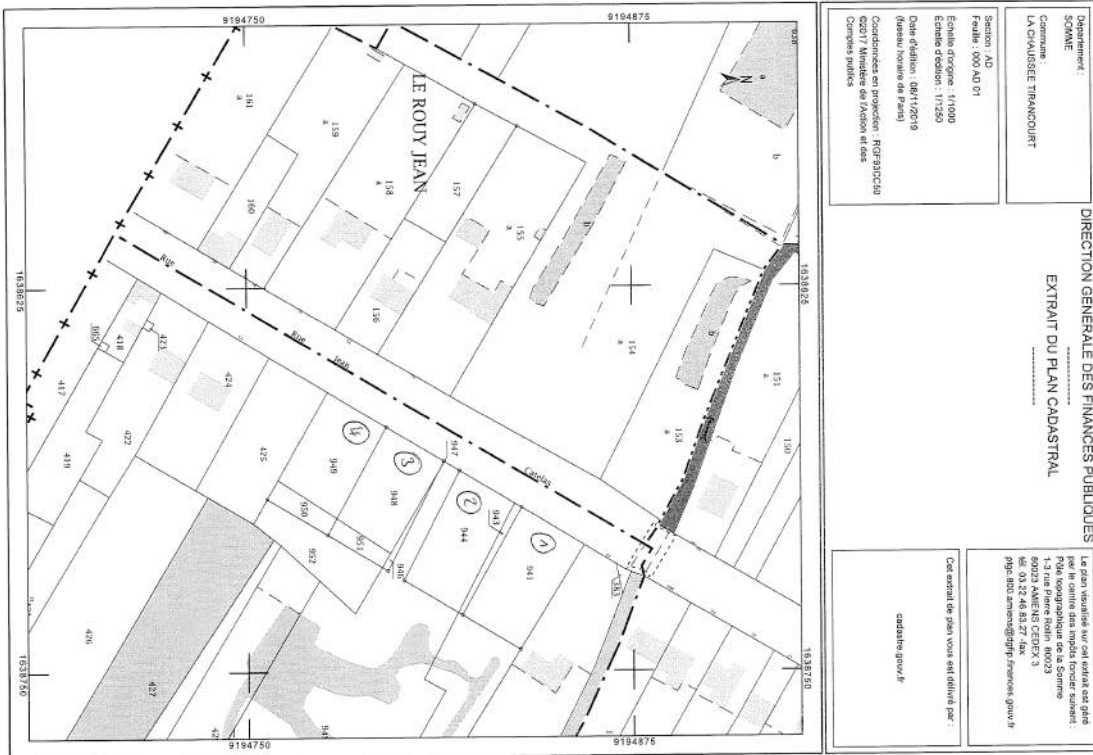 Département :
SOMME
Commune :
LA CHAUSSEE TIRANCOURT
Section : AD
Feuille : 000 AD 01
Échelle d'origine : 1/1000
Échelle d'édition : 1/1250
Date d'édition : 08/11/2019
(fuseau horaire de Paris)
Coordonnées en projection : RGF93CC50
©2017 Ministère de l'Action et des
Comptes publics
DIRECTION GÉNÉRALE DES FINANCES PUBLIQUES
EXTRAIT DU PLAN CADASTRAL
Le plan visualisé sur cet extrait est géré
par le centre des impôts foncier suivant :
Pôle topographique de la Somme
1-3 rue Pierre Rollin 80023
80023 AMIENS CEDEX 3
tél. 03.22.46.83.27 -fax
ptgc.800.amiens@dgfip.finances.gouv.fr
Cet extrait de plan vous est délivré par :
cadastre.gouv.fr
1638625
1638750
9194875
9194750
1638625
1638750
9194875
9194750
N
a
b
b
b
151
a
150
153
a
154
a
155
a
157
158
a
159
a
161
a
160
156
LE ROUY JEAN
Rue
Rue
Jean
Catelas
383
941
1
943
2
944
947
3
948
946
4
949
950
951
952
425
424
423
418
665
417
422
419
426
427